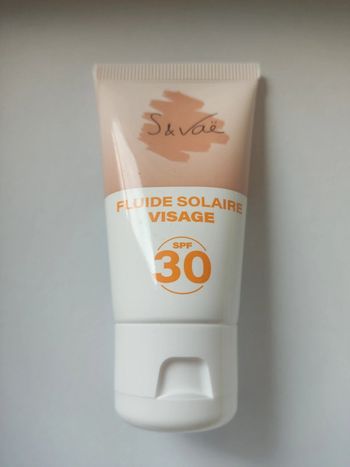 S&Vaë
FLUIDE SOLAIRE
VISAGE
SPF
30